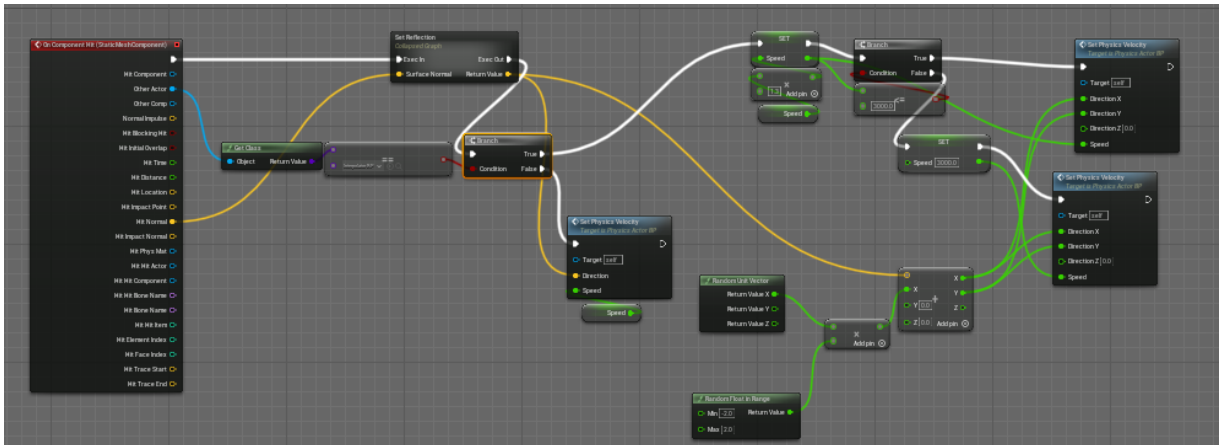 On Component Hit (StaticMeshComponent)
Hit Component
Other Actor
Other Comp
Normal Impulse
Hit Blocking Hit
Hit Initial Overlap
Hit Time
Hit Distance
Hit Location
Hit Impact Point
Hit Normal
Hit Impact Normal
Hit Phys Mat
Hit Hit Actor
Hit Hit Component
Hit Hit Bone Name
Hit Bone Name
Hit Hit Item
Hit Element Index
Hit Face Index
Hit Trace Start
Hit Trace End
Get Class
Object Return Value
==
Set Reflection
Collapsed Graph
Exec In Exec Out
Surface Normal Return Value
Branch
True
Condition False
Set Physics Velocity
Target is Physics Actor BP
Target self
Direction
Speed
Speed
Random Unit Vector
Return Value X
Return Value Y
Return Value Z
Random Float in Range
Min -2.0 Return Value
Max 2.0
×
Add pin
X
X Y
Y 0.0 + Z
Z 0.0 Add pin
SET
Speed
×
Add pin
Speed
Branch
True
Condition False
3000.0 <=
SET
Speed 3000.0
Set Physics Velocity
Target is Physics Actor BP
Target self
Direction X
Direction Y
Direction Z 0.0
Speed
Set Physics Velocity
Target is Physics Actor BP
Target self
Direction X
Direction Y
Direction Z 0.0
Speed